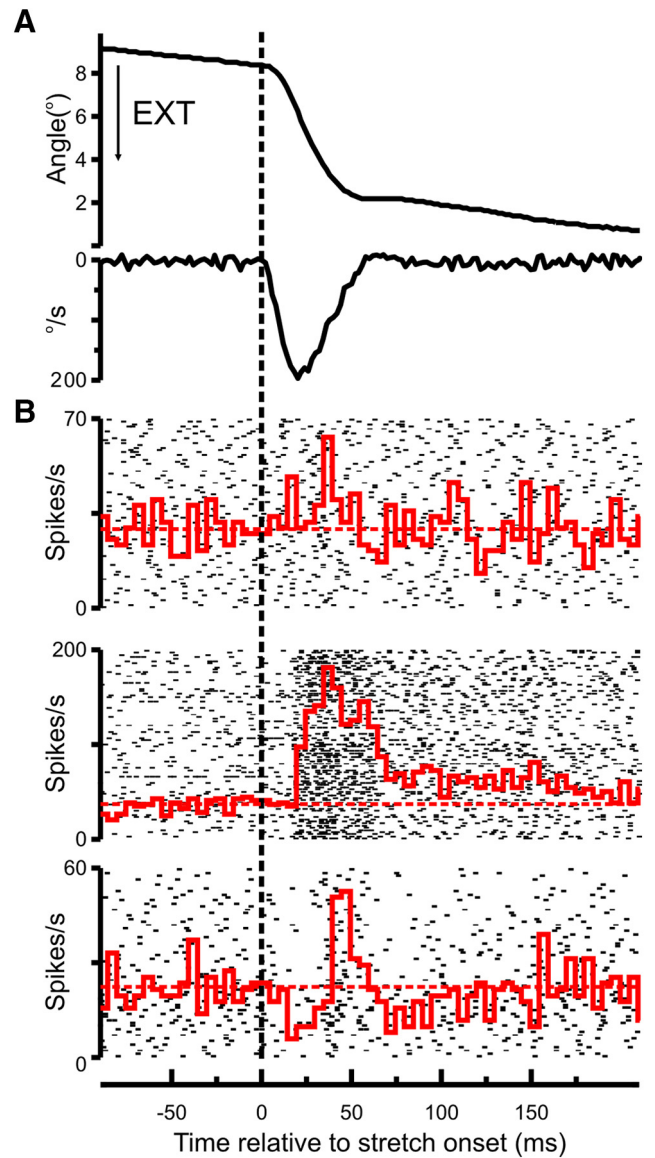 A
8
6
4
2
Angle(°)
EXT
0
200
°/s
B
70
0
Spikes/s
200
0
Spikes/s
60
0
Spikes/s
-50 0 50 100 150
Time relative to stretch onset (ms)